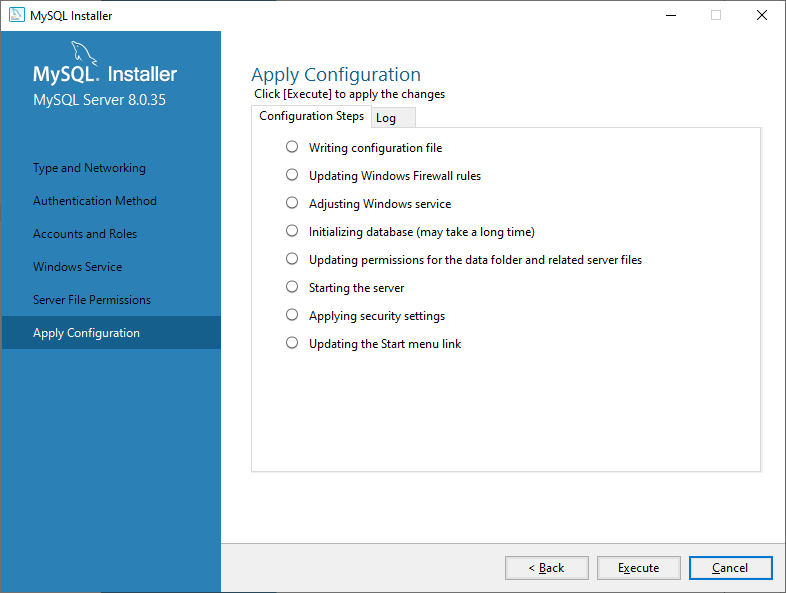 MySQL Installer
MySQL. Installer
MySQL Server 8.0.35
Type and Networking
Authentication Method
Accounts and Roles
Windows Service
Server File Permissions
Apply Configuration
Apply Configuration
Click [Execute] to apply the changes
Configuration Steps
Log
Writing configuration file
Updating Windows Firewall rules
Adjusting Windows service
Initializing database (may take a long time)
Updating permissions for the data folder and related server files
Starting the server
Applying security settings
Updating the Start menu link
< Back
Execute
Cancel